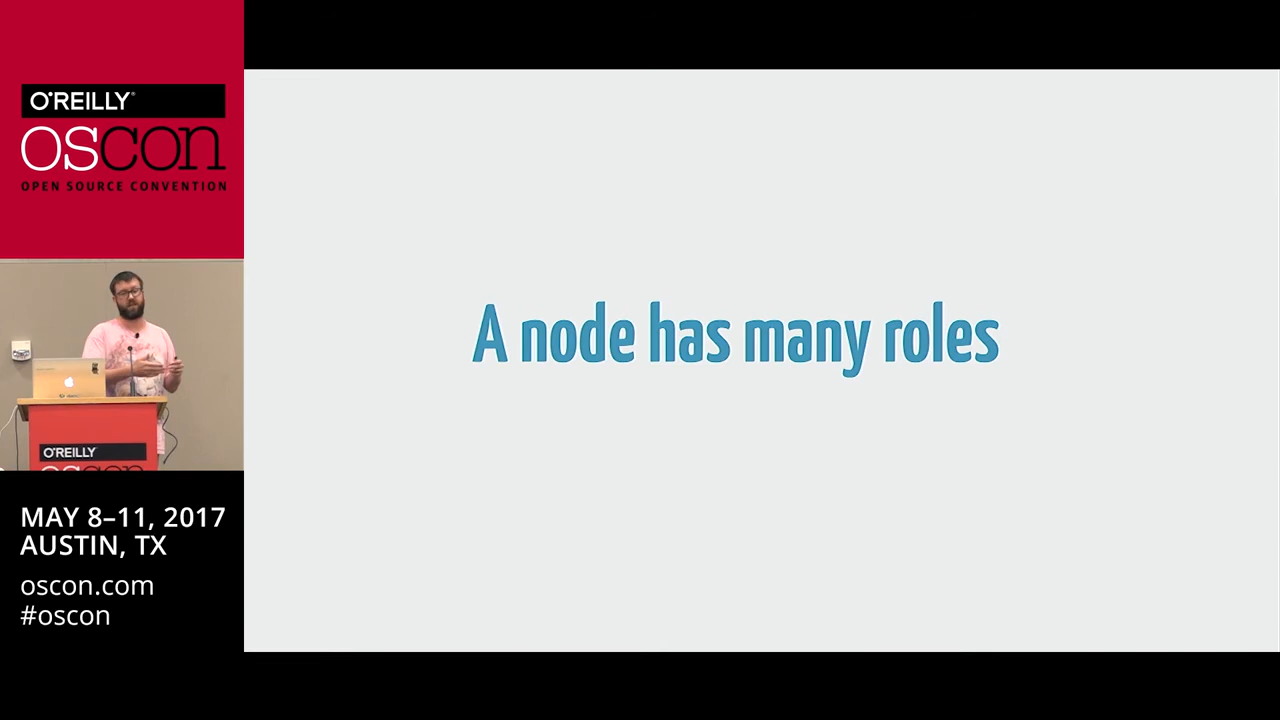 O'REILLY®
OSCON
OPEN SOURCE CONVENTION
A node has many roles
O'REILLY
OSCON
MAY 8–11, 2017
AUSTIN, TX
oscon.com
#oscon